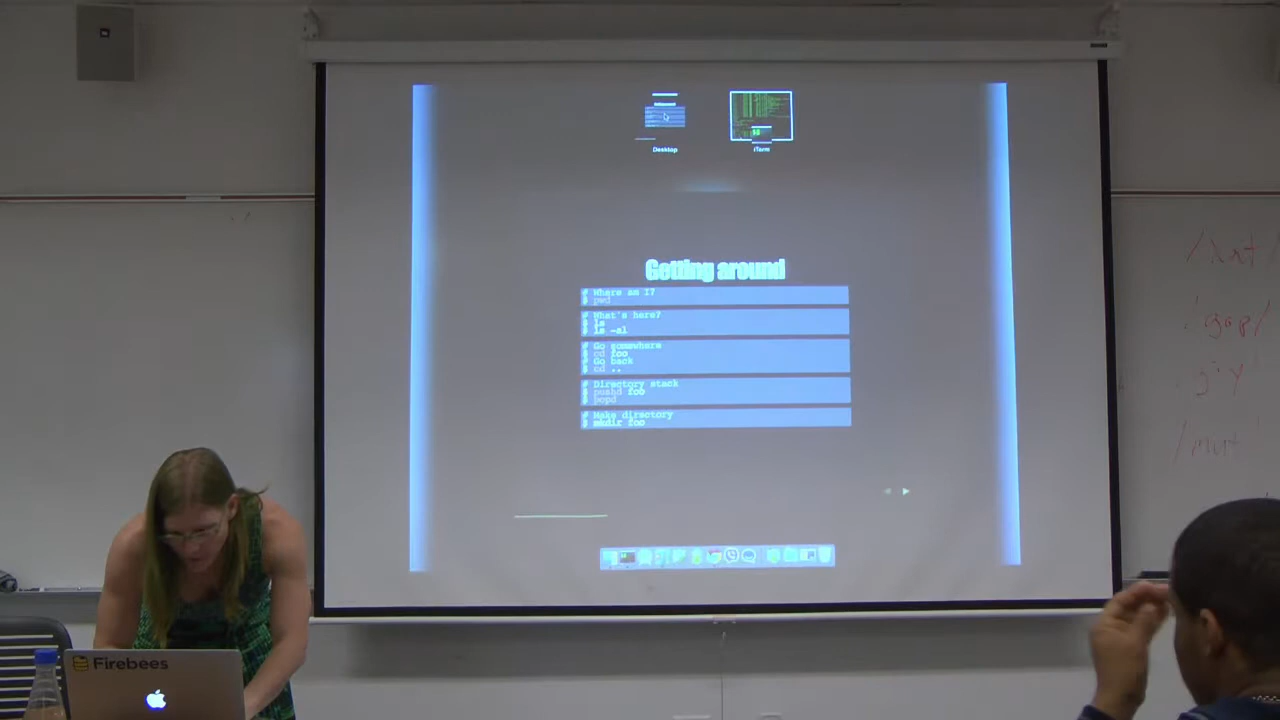 Desktop
iTerm
Getting around
# Where am I?
$ pwd
# What's here?
$ ls
$ ls -al
# Go somewhere
$ cd foo
# Go back
$ cd ..
# Directory stack
$ pushd foo
$ popd
# Make directory
$ mkdir foo
Firebees